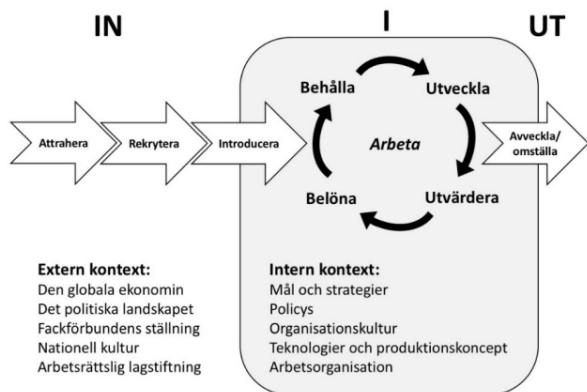 IN
I
UT
Attrahera
Rekrytera
Introducera
Behålla
Utveckla
Arbeta
Belöna
Utvärdera
Avveckla/
omställa
Extern kontext:
Den globala ekonomin
Det politiska landskapet
Fackförbundens ställning
Nationell kultur
Arbetsrättslig lagstiftning
Intern kontext:
Mål och strategier
Policys
Organisationskultur
Teknologier och produktionskoncept
Arbetsorganisation